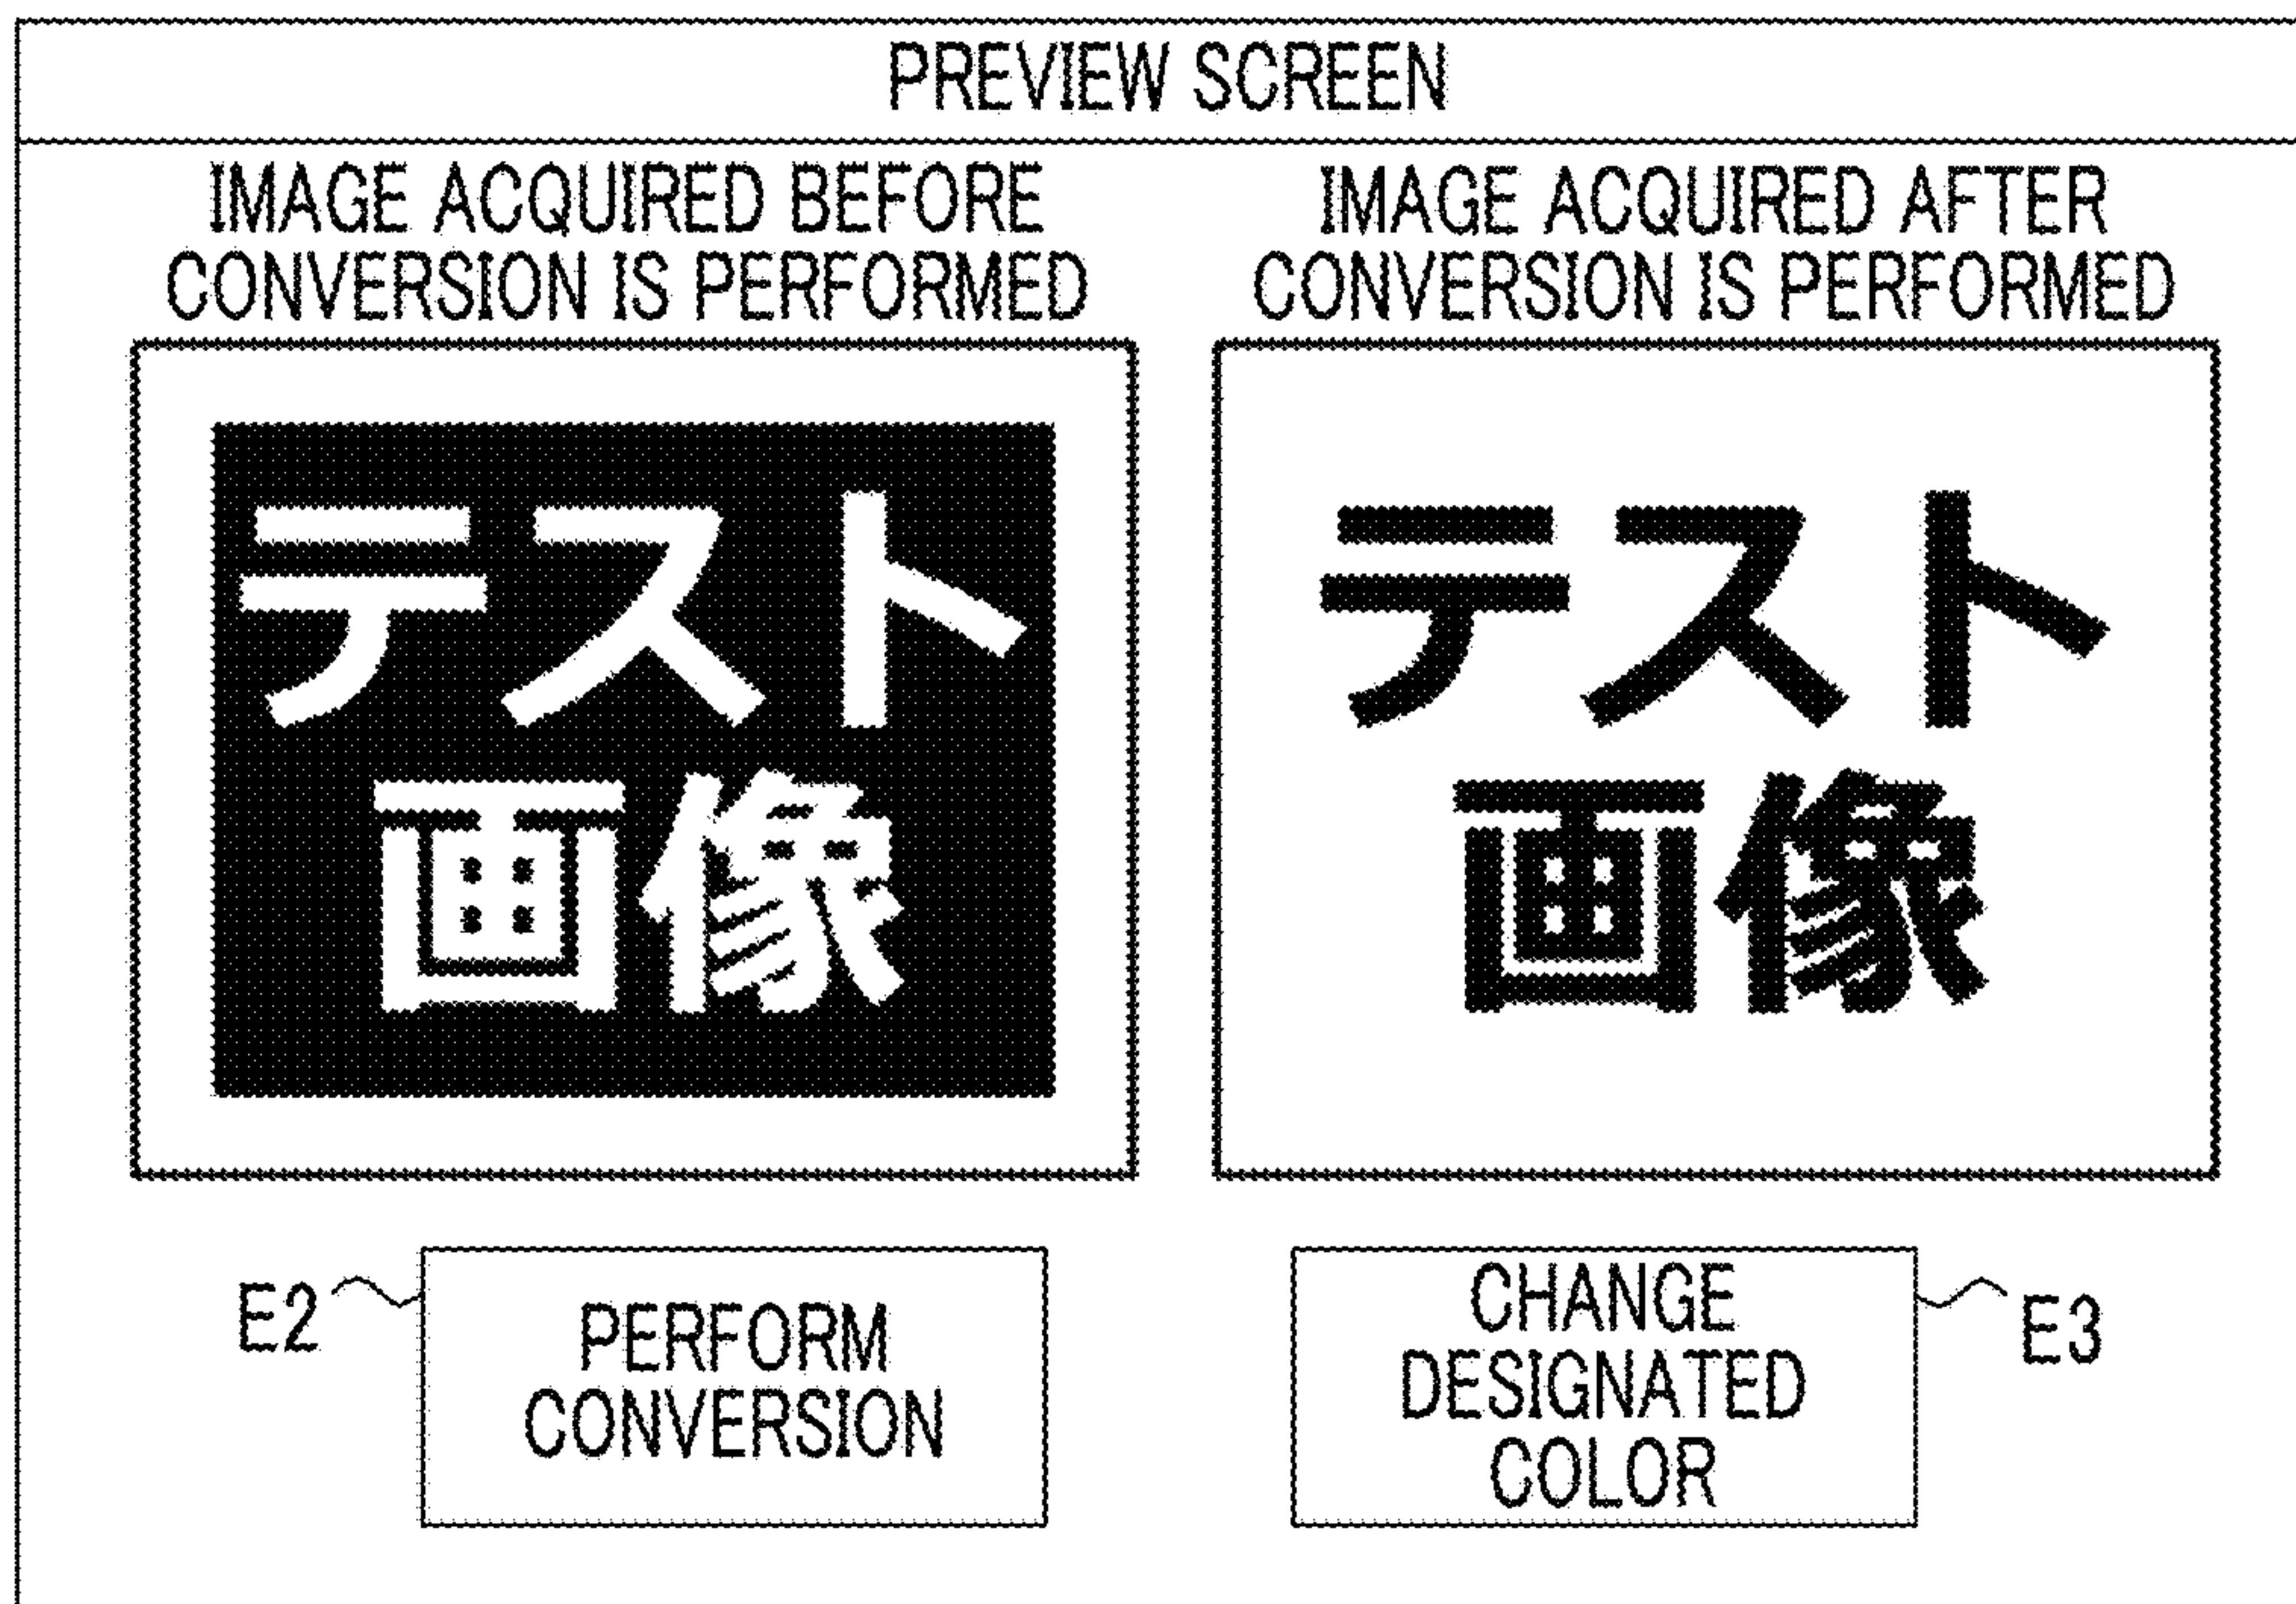 PREVIEW SCREEN
IMAGE ACQUIRED BEFORE
CONVERSION IS PERFORMED
テスト
画像
IMAGE ACQUIRED AFTER
CONVERSION IS PERFORMED
テスト
画像
E2
PERFORM
CONVERSION
CHANGE
DESIGNATED
COLOR
E3